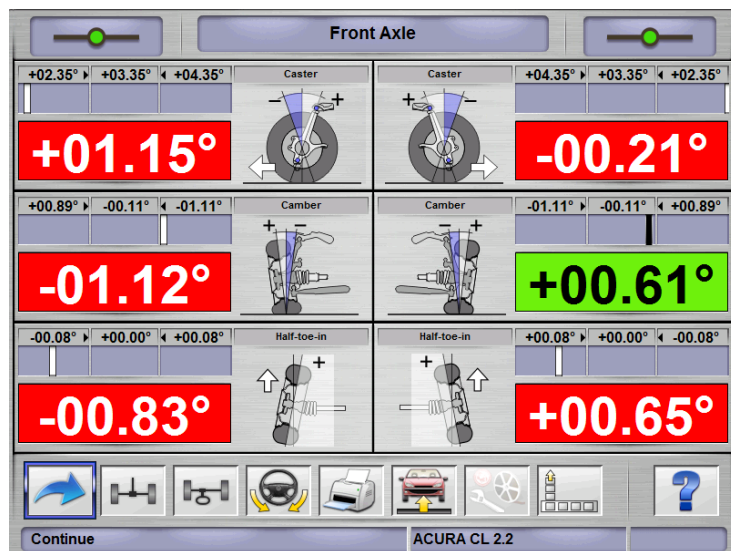 Front Axle
+02.35° +03.35° +04.35° Caster
Caster +04.35° +03.35° +02.35°
- +
+ -
+01.15°
-00.21°
+00.89° -00.11° -01.11° Camber
Camber -01.11° -00.11° +00.89°
+ -
- +
-01.12°
+00.61°
-00.08° +00.00° +00.08° Half-toe-in
Half-toe-in +00.08° +00.00° -00.08°
+
+
-00.83°
+00.65°
?
Continue
ACURA CL 2.2